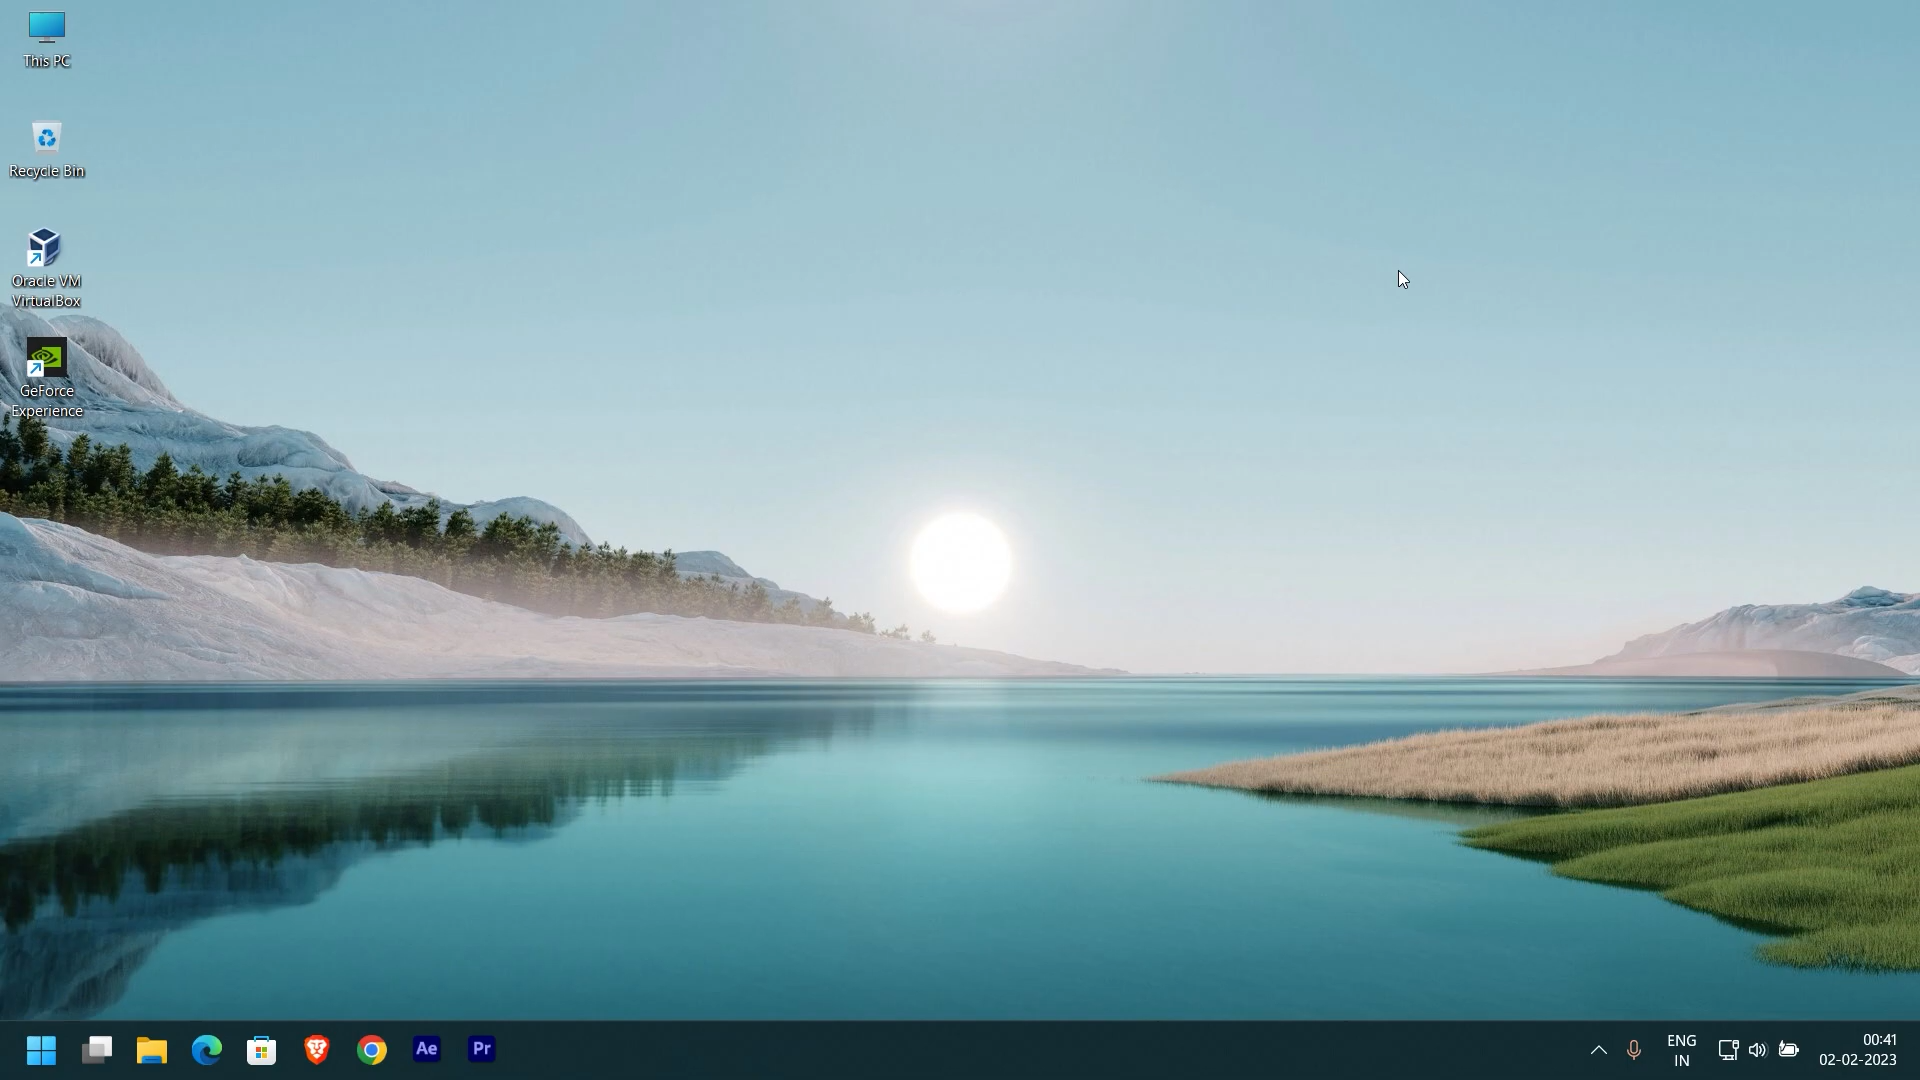 This PC
Recycle Bin
Oracle VM
VirtualBox
GeForce
Experience
Ae
Pr
ENG
IN
00:41
02-02-2023